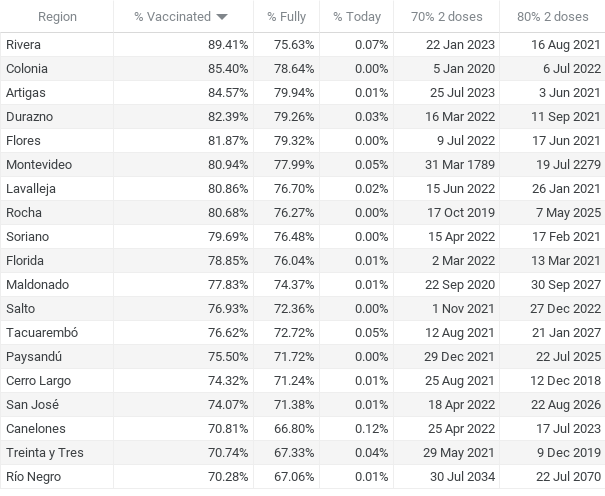 Region % Vaccinated % Fully % Today 70% 2 doses 80% 2 doses
Rivera 89.41% 75.63% 0.07% 22 Jan 2023 16 Aug 2021
Colonia 85.40% 78.64% 0.00% 5 Jan 2020 6 Jul 2022
Artigas 84.57% 79.94% 0.01% 25 Jul 2023 3 Jun 2021
Durazno 82.39% 79.26% 0.03% 16 Mar 2022 11 Sep 2021
Flores 81.87% 79.32% 0.00% 9 Jul 2022 17 Jun 2021
Montevideo 80.94% 77.99% 0.05% 31 Mar 1789 19 Jul 2279
Lavalleja 80.86% 76.70% 0.02% 15 Jun 2022 26 Jan 2021
Rocha 80.68% 76.27% 0.00% 17 Oct 2019 7 May 2025
Soriano 79.69% 76.48% 0.00% 15 Apr 2022 17 Feb 2021
Florida 78.85% 76.04% 0.01% 2 Mar 2022 13 Mar 2021
Maldonado 77.83% 74.37% 0.01% 22 Sep 2020 30 Sep 2027
Salto 76.93% 72.36% 0.00% 1 Nov 2021 27 Dec 2022
Tacuarembó 76.62% 72.72% 0.05% 12 Aug 2021 21 Jan 2027
Paysandú 75.50% 71.72% 0.00% 29 Dec 2021 22 Jul 2025
Cerro Largo 74.32% 71.24% 0.01% 25 Aug 2021 12 Dec 2018
San José 74.07% 71.38% 0.01% 18 Apr 2022 22 Aug 2026
Canelones 70.81% 66.80% 0.12% 25 Apr 2022 17 Jul 2023
Treinta y Tres 70.74% 67.33% 0.04% 29 May 2021 9 Dec 2019
Río Negro 70.28% 67.06% 0.01% 30 Jul 2034 22 Jul 2070